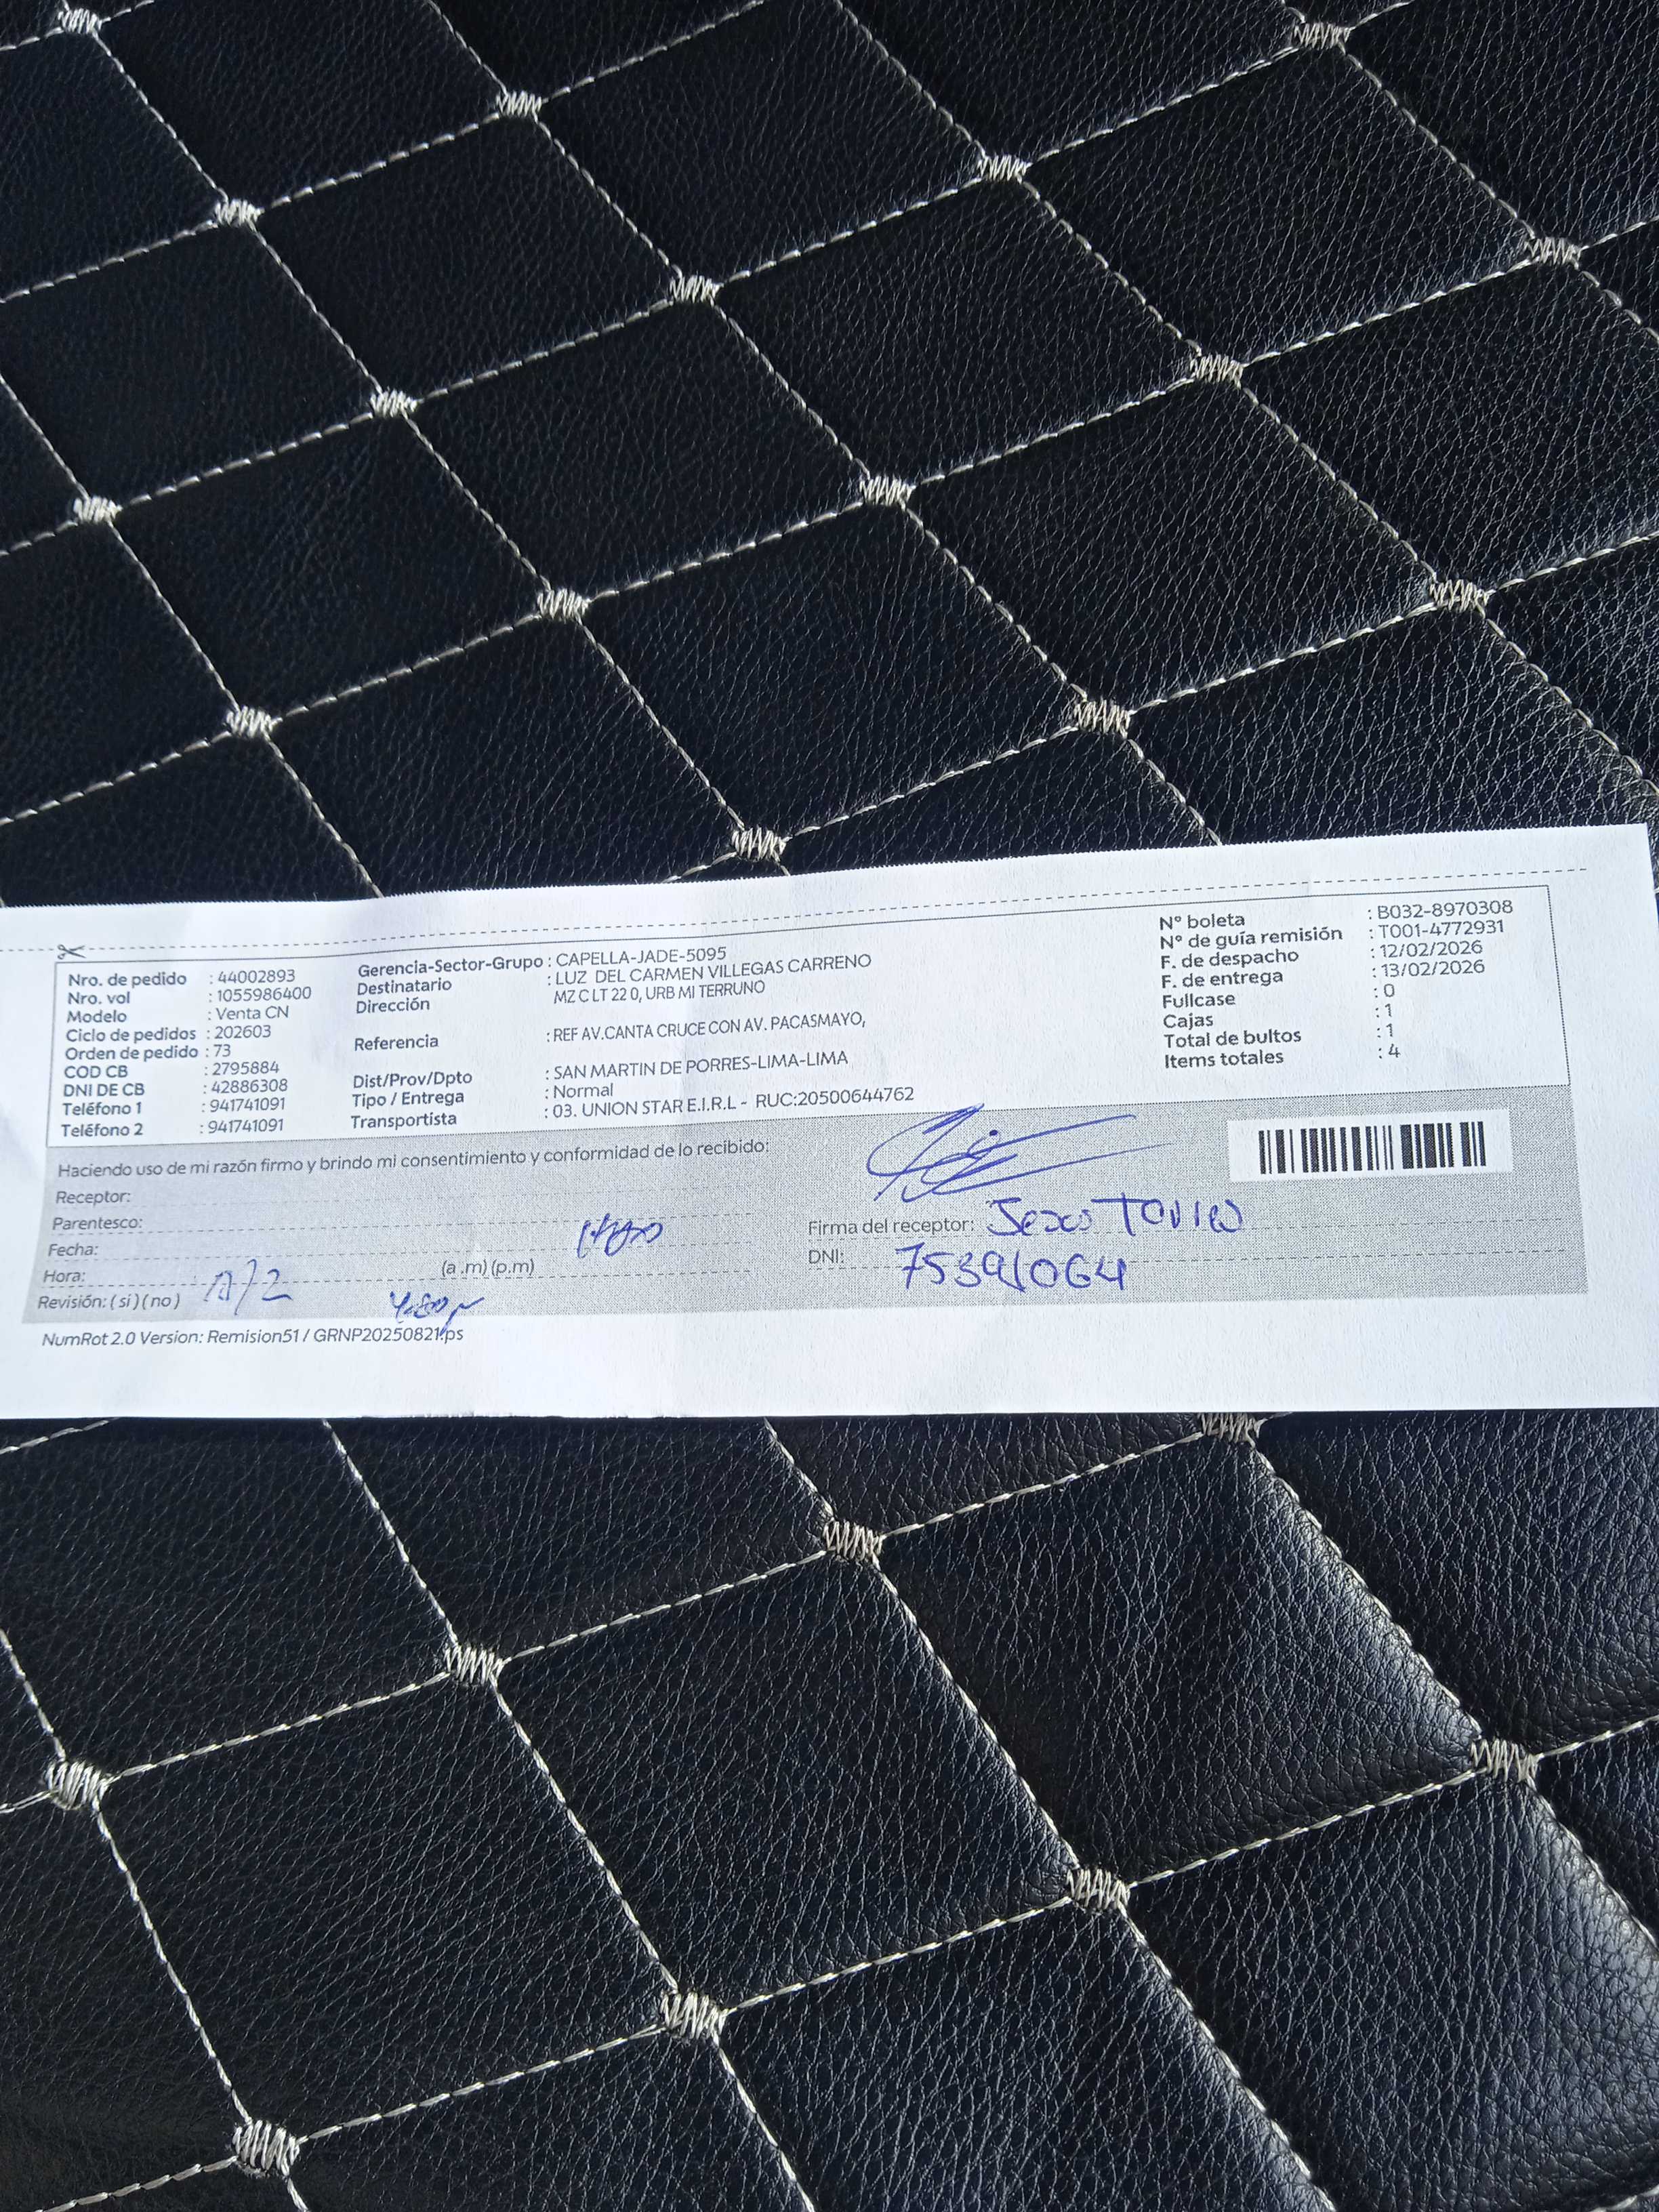 Nro. de pedido : 44002893
Nro. vol : 1055986400
Modelo : Venta CN
Ciclo de pedidos : 202603
Orden de pedido : 73
COD CB : 2795884
DNI DE CB : 42886308
Teléfono 1 : 941741091
Teléfono 2 : 941741091
Gerencia-Sector-Grupo : CAPELLA-JADE-5095
Destinatario : LUZ DEL CARMEN VILLEGAS CARRENO
Dirección MZ C LT 22 0, URB MI TERRUNO
Referencia : REF AV.CANTA CRUCE CON AV. PACASMAYO,
Dist/Prov/Dpto : SAN MARTIN DE PORRES-LIMA-LIMA
Tipo / Entrega : Normal
Transportista : 03. UNION STAR E.I.R.L - RUC:20500644762
Nº boleta : B032-8970308
Nº de guía remisión : T001-4772931
F. de despacho : 12/02/2026
F. de entrega : 13/02/2026
Fullcase : 0
Cajas : 1
Total de bultos : 1
Items totales : 4
Haciendo uso de mi razón firmo y brindo mi consentimiento y conformidad de lo recibido:
Receptor:
Parentesco:
Fecha:
Hora: (a .m) (p.m)
Revisión: ( si ) ( no )
Firma del receptor:
DNI: 75391064
NumRot 2.0 Version: Remision51 / GRNP20250821.ps